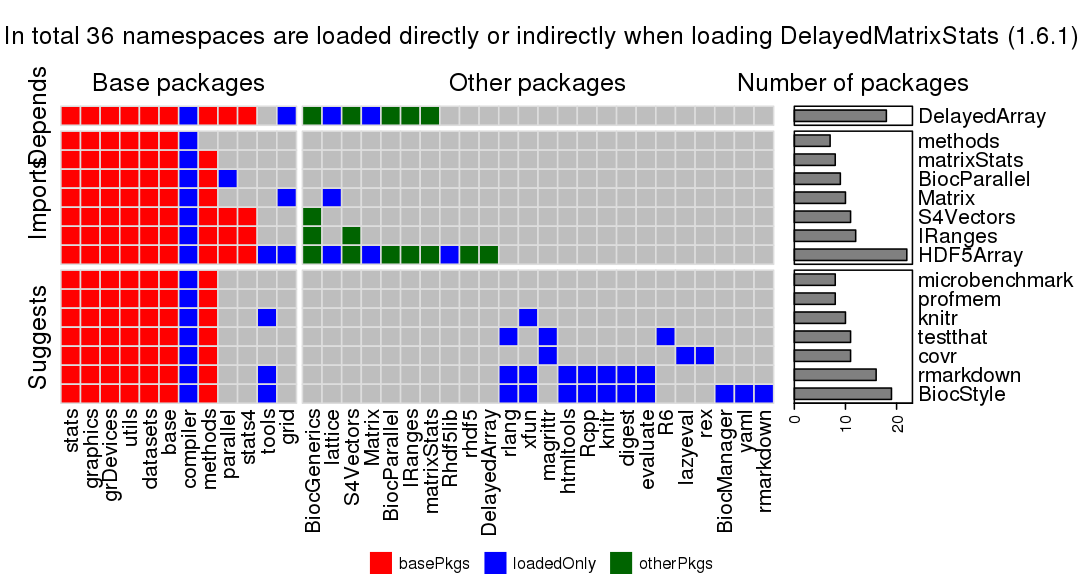 In total 36 namespaces are loaded directly or indirectly when loading DelayedMatrixStats (1.6.1)
Base packages
Other packages
Number of packages
Depends
Imports
Suggests
DelayedArray
methods
matrixStats
BiocParallel
Matrix
S4Vectors
IRanges
HDF5Array
microbenchmark
profmem
knitr
testthat
covr
rmarkdown
BiocStyle
0
10
20
stats
graphics
grDevices
utils
datasets
base
compiler
methods
parallel
stats4
tools
grid
BiocGenerics
lattice
S4Vectors
Matrix
BiocParallel
IRanges
matrixStats
Rhdf5lib
rhdf5
DelayedArray
rlang
xfun
magrittr
htmltools
Rcpp
knitr
digest
evaluate
R6
lazyeval
rex
BiocManager
yaml
rmarkdown
basePkgs
loadedOnly
otherPkgs